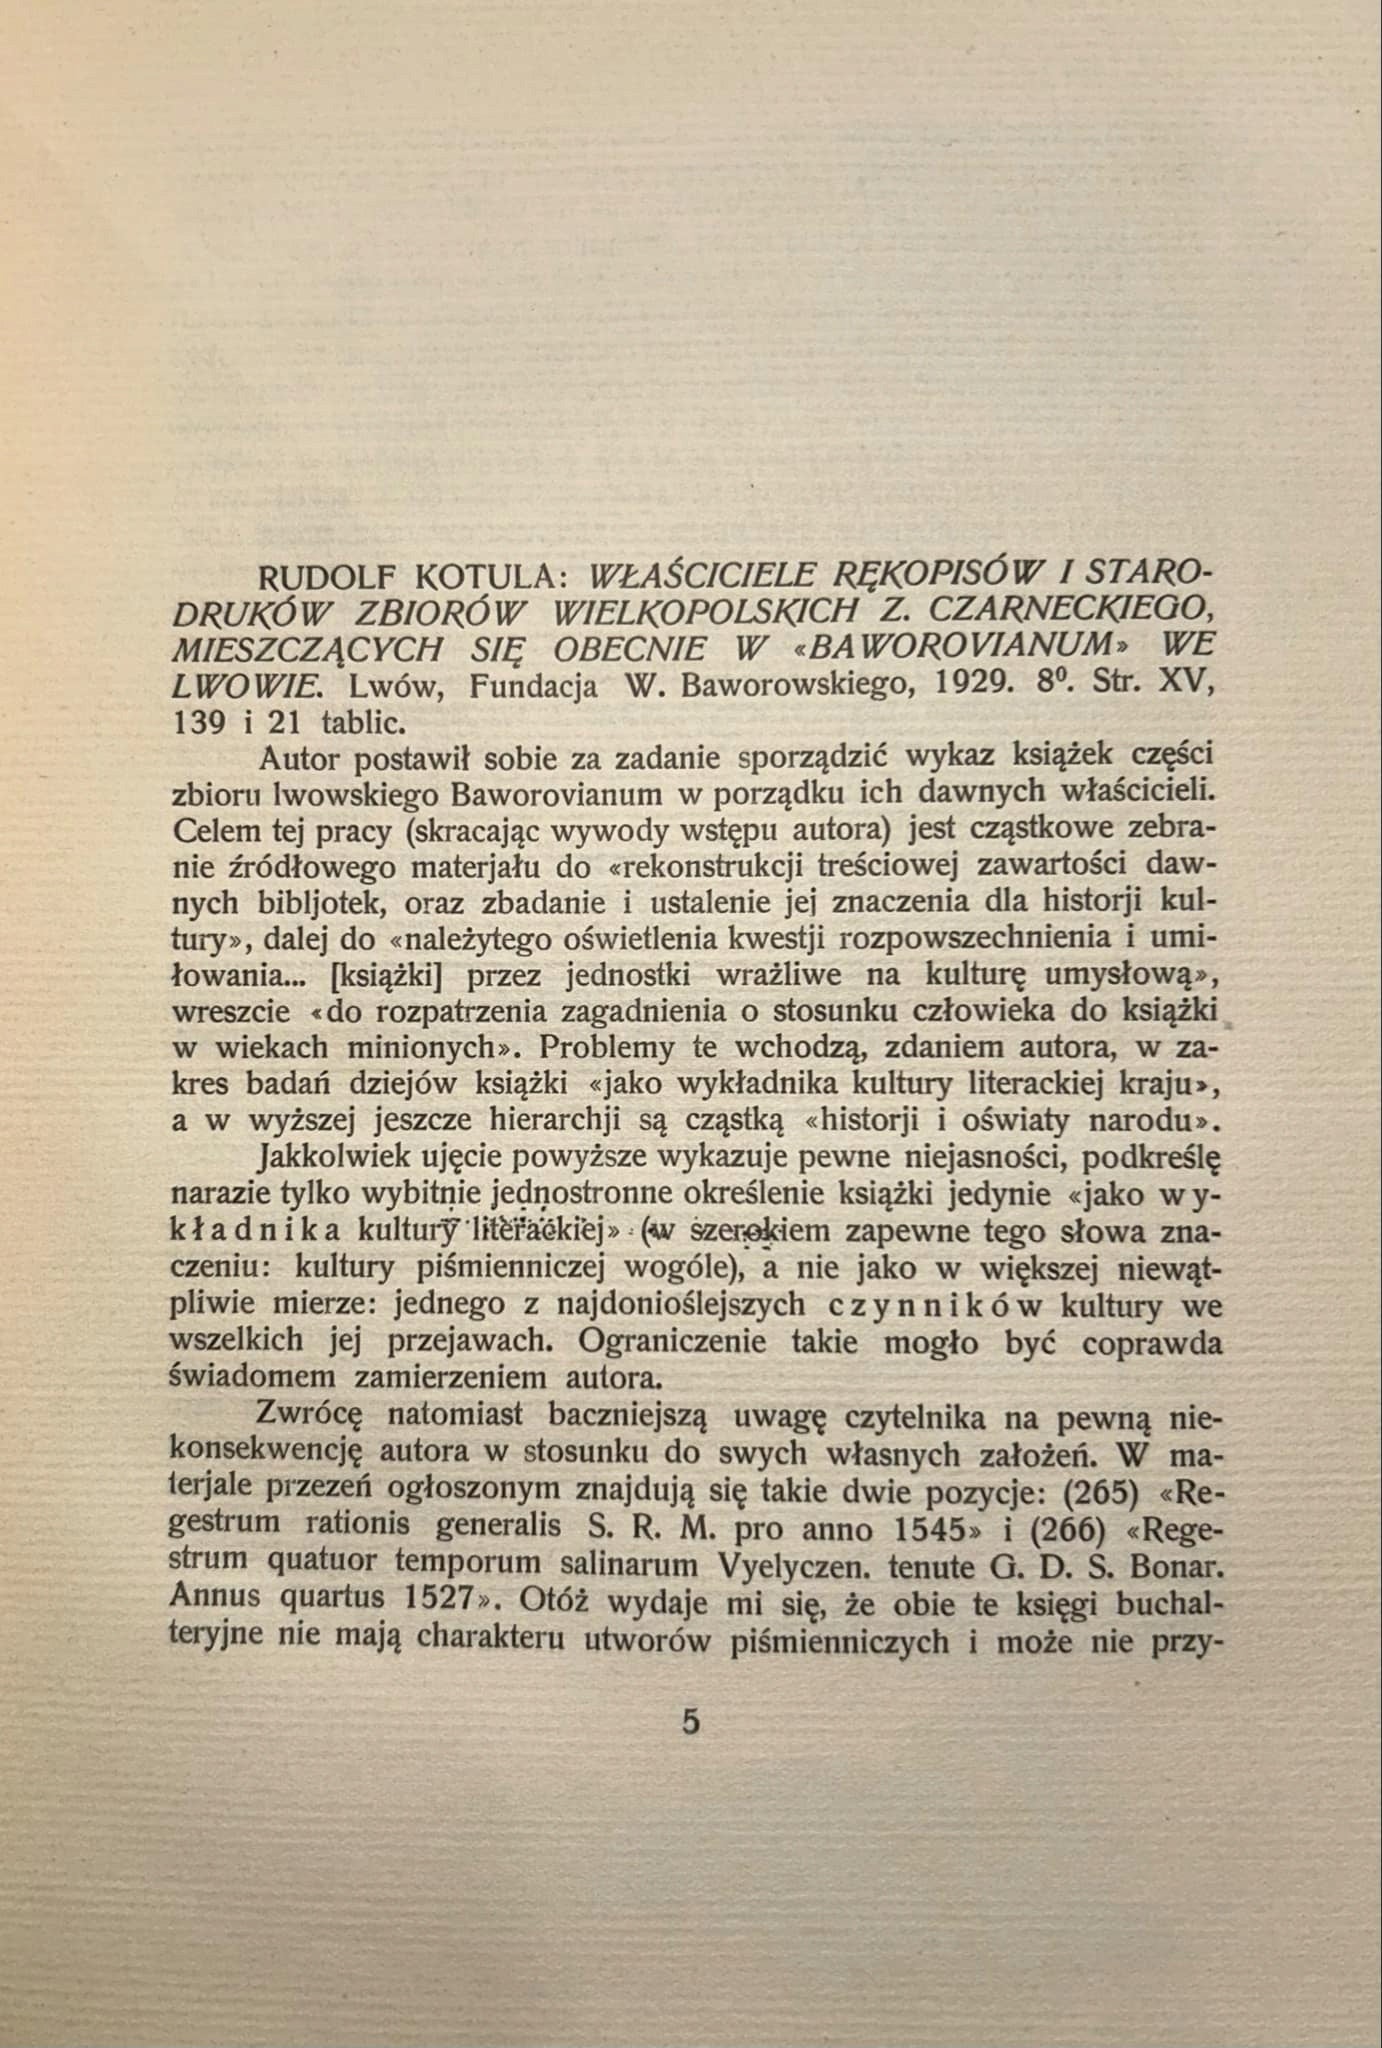 RUDOLF KOTULA: WŁAŚCICIELE RĘKOPISÓW I STARO-
DRUKÓW ZBIORÓW WIELKOPOLSKICH Z. CZARNECKIEGO,
MIESZCZĄCYCH SIĘ OBECNIE W «BAWOROVIANUM» WE
LWOWIE. Lwów, Fundacja W. Baworowskiego, 1929. 8⁰. Str. XV,
139 i 21 tablic.
Autor postawił sobie za zadanie sporządzić wykaz książek części
zbioru lwowskiego Baworovianum w porządku ich dawnych właścicieli.
Celem tej pracy (skracając wywody wstępu autora) jest cząstkowe zebra-
nie źródłowego materjału do «rekonstrukcji treściowej zawartości daw-
nych bibljotek, oraz zbadanie i ustalenie jej znaczenia dla historji kul-
tury», dalej do «należytego oświetlenia kwestji rozpowszechnienia i umi-
łowania... [książki] przez jednostki wrażliwe na kulturę umysłową»,
wreszcie «do rozpatrzenia zagadnienia o stosunku człowieka do książki
w wiekach minionych». Problemy te wchodzą, zdaniem autora, w za-
kres badań dziejów książki «jako wykładnika kultury literackiej kraju»,
a w wyższej jeszcze hierarchji są cząstką «historji i oświaty narodu».
Jakkolwiek ujęcie powyższe wykazuje pewne niejasności, podkreślę
narazie tylko wybitnie jednostronne określenie książki jedynie «jako wy-
kładnika kultury literackiej» (w szerokiem zapewne tego słowa zna-
czeniu: kultury piśmienniczej wogóle), a nie jako w większej niewąt-
pliwie mierze: jednego z najdonioślejszych czynników kultury we
wszelkich jej przejawach. Ograniczenie takie mogło być coprawda
świadomem zamierzeniem autora.
Zwrócę natomiast baczniejszą uwagę czytelnika na pewną nie-
konsekwencję autora w stosunku do swych własnych założeń. W ma-
terjale przezeń ogłoszonym znajdują się takie dwie pozycje: (265) «Re-
gestrum rationis generalis S. R. M. pro anno 1545» i (266) «Rege-
strum quatuor temporum salinarum Vyelyczen. tenute G. D. S. Bonar.
Annus quartus 1527». Otóż wydaje mi się, że obie te księgi buchal-
teryjne nie mają charakteru utworów piśmienniczych i może nie przy-
5